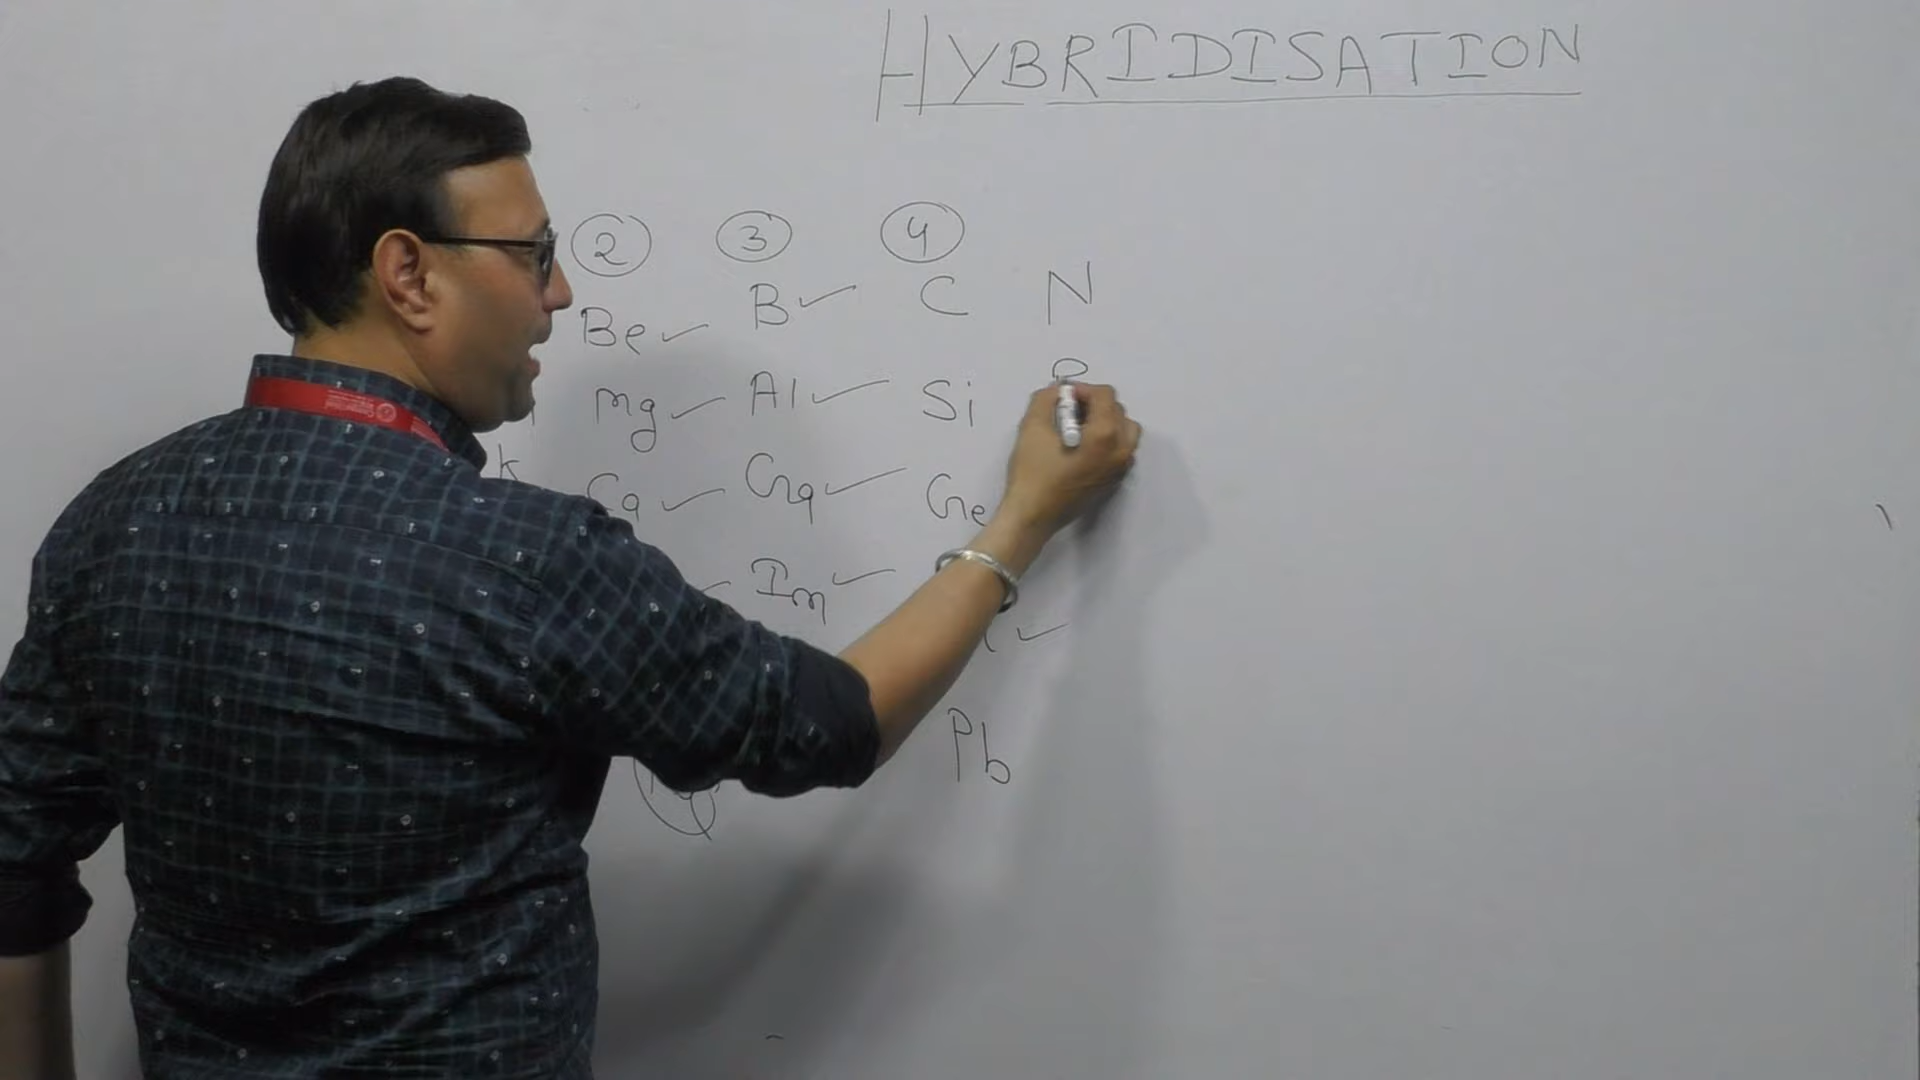 HYBRIDISATION
2 3 4
Be B C N
Mg Al Si P
K Ca Ga Ge
In
Pb